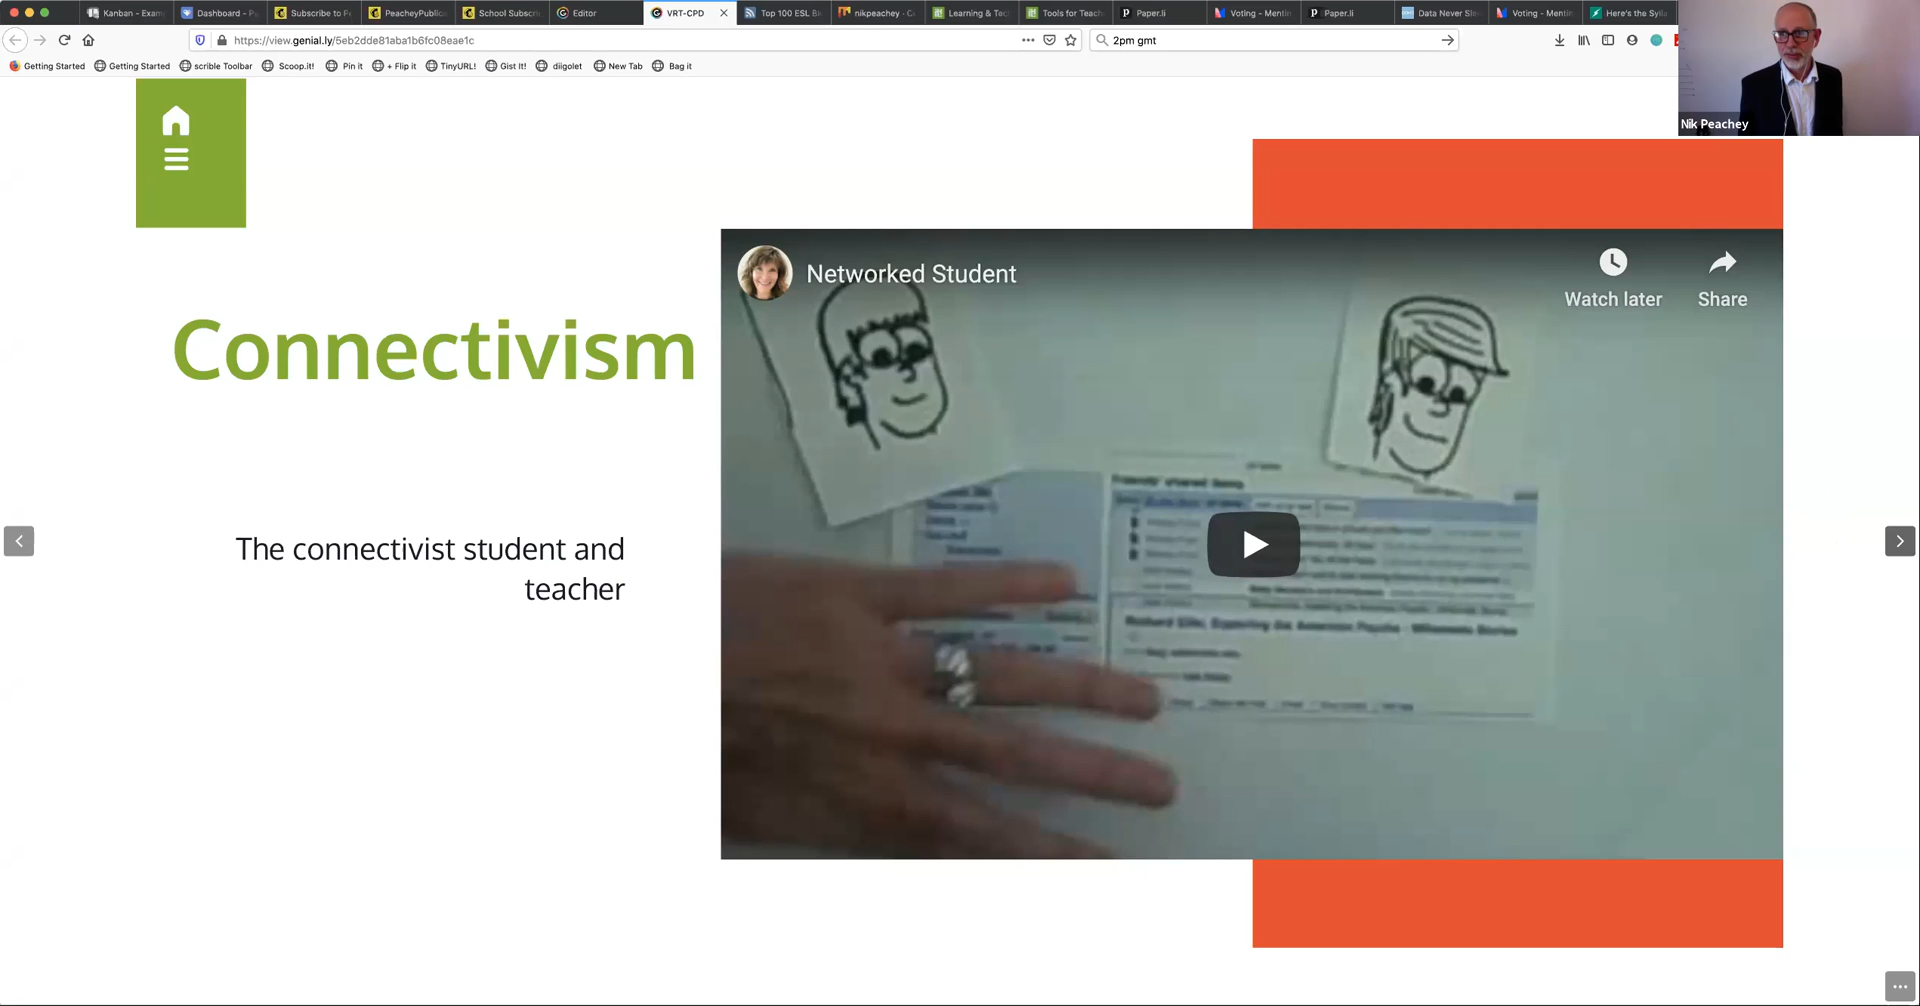 Kanban - Exam
Dashboard - P
Subscribe to P
PeacheyPublic
School Subscri
Editor
VRT-CPD
Top 100 ESL B
nikpeachey - C
Learning & Tec
Tools for Teach
Paper.li
Voting - Mentim
Paper.li
Data Never Sle
Voting - Mentim
Here's the Sylla
https://view.genial.ly/5eb2dde81aba1b6fc08eae1c
2pm gmt
Getting Started
Getting Started
scrible Toolbar
Scoop.it!
Pin it
+ Flip it
TinyURL!
Gist It!
diigolet
New Tab
Bag it
Nik Peachey
Networked Student
Watch later
Share
Connectivism
The connectivist student and
teacher